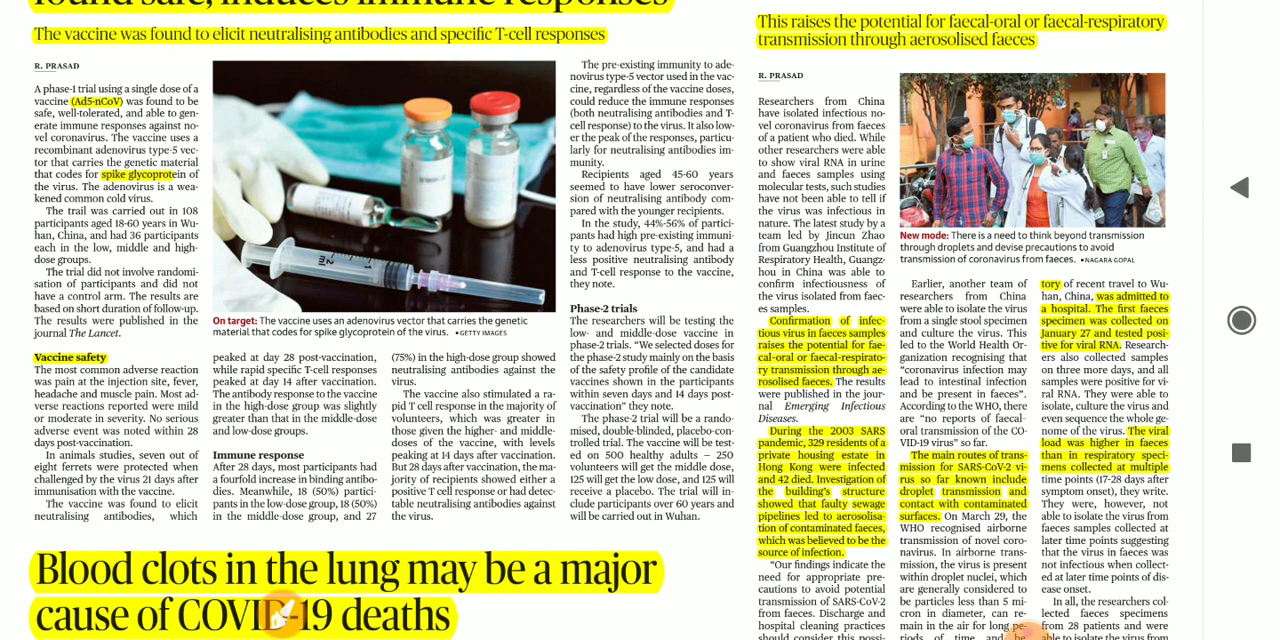 found safe, induces immune responses
The vaccine was found to elicit neutralising antibodies and specific T-cell responses
R. PRASAD
A phase-I trial using a single dose of a
vaccine (Ad5-nCoV) was found to be
safe, well-tolerated, and able to gen-
erate immune responses against no-
vel coronavirus. The vaccine uses a
recombinant adenovirus type-5 vec-
tor that carries the genetic material
that codes for spike glycoprotein of
the virus. The adenovirus is a wea-
kened common cold virus.
The trail was carried out in 108
participants aged 18-60 years in Wu-
han, China, and had 36 participants
each in the low, middle and high-
dose groups.
The trial did not involve randomi-
sation of participants and did not
have a control arm. The results are
based on short duration of follow-up.
The results were published in the
journal The Lancet.
Vaccine safety
The most common adverse reaction
was pain at the injection site, fever,
headache and muscle pain. Most ad-
verse reactions reported were mild
or moderate in severity. No serious
adverse event was noted within 28
days post-vaccination.
In animals studies, seven out of
eight ferrets were protected when
challenged by the virus 21 days after
immunisation with the vaccine.
The vaccine was found to elicit
neutralising antibodies, which
On target: The vaccine uses an adenovirus vector that carries the genetic
material that codes for spike glycoprotein of the virus. •GETTY IMAGES
peaked at day 28 post-vaccination,
while rapid specific T-cell responses
peaked at day 14 after vaccination.
The antibody response to the vaccine
in the high-dose group was slightly
greater than that in the middle-dose
and low-dose groups.
Immune response
After 28 days, most participants had
a fourfold increase in binding antibo-
dies. Meanwhile, 18 (50%) partici-
pants in the low-dose group, 18 (50%)
in the middle-dose group, and 27
(75%) in the high-dose group showed
neutralising antibodies against the
virus.
The vaccine also stimulated a ra-
pid T cell response in the majority of
volunteers, which was greater in
those given the higher- and middle-
doses of the vaccine, with levels
peaking at 14 days after vaccination.
But 28 days after vaccination, the ma-
jority of recipients showed either a
positive T cell response or had detec-
table neutralising antibodies against
the virus.
The pre-existing immunity to ade-
novirus type-5 vector used in the vac-
cine, regardless of the vaccine doses,
could reduce the immune responses
(both neutralising antibodies and T-
cell response) to the virus. It also low-
er the peak of the responses, particu-
larly for neutralising antibodies im-
munity.
Recipients aged 45-60 years
seemed to have lower seroconver-
sion of neutralising antibody com-
pared with the younger recipients.
In the study, 44%-56% of partici-
pants had high pre-existing immuni-
ty to adenovirus type-5, and had a
less positive neutralising antibody
and T-cell response to the vaccine,
they note.
Phase-2 trials
The researchers will be testing the
low- and middle-dose vaccine in
phase-2 trials. “We selected doses for
the phase-2 study mainly on the basis
of the safety profile of the candidate
vaccines shown in the participants
within seven days and 14 days post-
vaccination” they note.
The phase-2 trial will be a rando-
mised, double-blinded, placebo-con-
trolled trial. The vaccine will be test-
ed on 500 healthy adults – 250
volunteers will get the middle dose,
125 will get the low dose, and 125 will
receive a placebo. The trial will in-
clude participants over 60 years and
will be carried out in Wuhan.
Blood clots in the lung may be a major
cause of COVID-19 deaths
This raises the potential for faecal-oral or faecal-respiratory
transmission through aerosolised faeces
R. PRASAD
Researchers from China
have isolated infectious no-
vel coronavirus from faeces
of a patient who died. While
other researchers were able
to show viral RNA in urine
and faeces samples using
molecular tests, such studies
have not been able to tell if
the virus was infectious in
nature. The latest study by a
team led by Jincun Zhao
from Guangzhou Institute of
Respiratory Health, Guangz-
hou in China was able to
confirm infectiousness of
the virus isolated from faec-
es samples.
Confirmation of infec-
tious virus in faeces samples
raises the potential for fae-
cal-oral or faecal-respirato-
ry transmission through ae-
rosolised faeces. The results
were published in the jour-
nal Emerging Infectious
Diseases.
During the 2003 SARS
pandemic, 329 residents of a
private housing estate in
Hong Kong were infected
and 42 died. Investigation of
the building's structure
showed that faulty sewage
pipelines led to aerosolisa-
tion of contaminated faeces,
which was believed to be the
source of infection.
“Our findings indicate the
need for appropriate pre-
cautions to avoid potential
transmission of SARS-CoV-2
from faeces. Discharge and
hospital cleaning practices
should consider this possi-
New mode: There is a need to think beyond transmission
through droplets and devise precautions to avoid
transmission of coronavirus from faeces. •NAGARA GOPAL
Earlier, another team of
researchers from China
were able to isolate the virus
from a single stool specimen
and culture the virus. This
led to the World Health Or-
ganization recognising that
“coronavirus infection may
lead to intestinal infection
and be present in faeces”.
According to the WHO, there
are “no reports of faecal-
oral transmission of the CO-
VID-19 virus” so far.
The main routes of trans-
mission for SARS-CoV-2 vi-
rus so far known include
droplet transmission and
contact with contaminated
surfaces. On March 29, the
WHO recognised airborne
transmission of novel coro-
navirus. In airborne trans-
mission, the virus is present
within droplet nuclei, which
are generally considered to
be particles less than 5 mi-
cron in diameter, can re-
main in the air for long pe-
riods of time and be
tory of recent travel to Wu-
han, China, was admitted to
a hospital. The first faeces
specimen was collected on
January 27 and tested posi-
tive for viral RNA. Research-
ers also collected samples
on three more days, and all
samples were positive for vi-
ral RNA. They were able to
isolate, culture the virus and
even sequence the whole ge-
nome of the virus. The viral
load was higher in faeces
than in respiratory speci-
mens collected at multiple
time points (17-28 days after
symptom onset), they write.
They were, however, not
able to isolate the virus from
faeces samples collected at
later time points suggesting
that the virus in faeces was
not infectious when collect-
ed at later time points of dis-
ease onset.
In all, the researchers col-
lected faeces specimens
from 28 patients and were
able to isolate the virus from